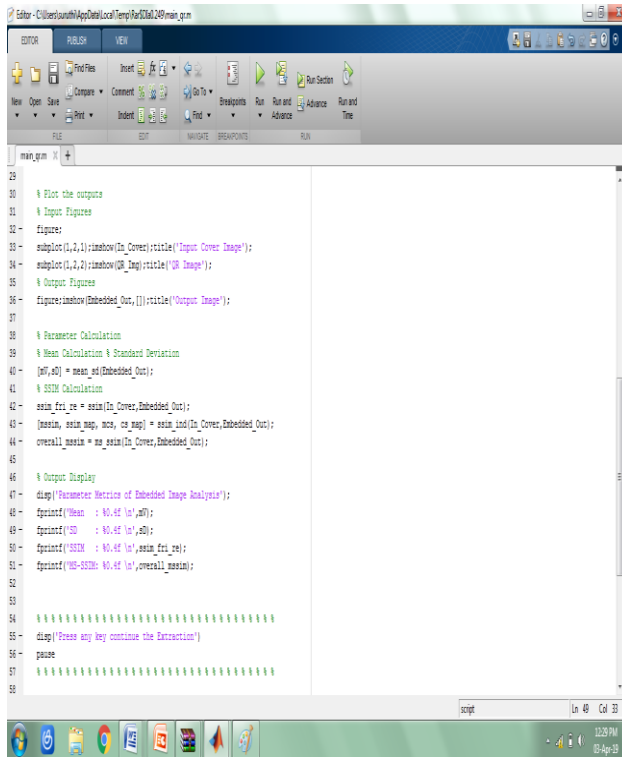 Editor - C:\Users\suruthi\AppData\Local\Temp\Rar$DIa0.249\main_qr.m
EDITOR PUBLISH VIEW
Find Files Insert fx
New Open Save Compare Comment Go To Breakpoints Run Run and Advance Run Section Advance Run and Time
Print Indent Find
FILE EDIT NAVIGATE BREAKPOINTS RUN
main_qr.m × +
29
30 % Plot the outputs
31 % Input Figures
32 – figure;
33 – subplot(1,2,1);imshow(In_Cover);title('Input Cover Image');
34 – subplot(1,2,2);imshow(QR_Img);title('QR Image');
35 % Output Figures
36 – figure;imshow(Embedded_Out,[]);title('Output Image');
37
38 % Parameter Calculation
39 % Mean Calculation % Standard Deviation
40 – [mV,sD] = mean_sd(Embedded_Out);
41 % SSIM Calculation
42 – ssim_fri_re = ssim(In_Cover,Embedded_Out);
43 – [mssim, ssim_map, mcs, cs_map] = ssim_ind(In_Cover,Embedded_Out);
44 – overall_mssim = ms_ssim(In_Cover,Embedded_Out);
45
46 % Output Display
47 – disp('Parameter Metrics of Embedded Image Analysis');
48 – fprintf('Mean : %0.4f \n',mV);
49 – fprintf('SD : %0.4f \n',sD);
50 – fprintf('SSIM : %0.4f \n',ssim_fri_re);
51 – fprintf('MS-SSIM: %0.4f \n',overall_mssim);
52
53
54 % % % % % % % % % % % % % % % % % % % % % % % % % % % % % % % % %
55 – disp('Press any key continue the Extraction')
56 – pause
57 % % % % % % % % % % % % % % % % % % % % % % % % % % % % % % % % %
58
script Ln 49 Col 33
12:29 PM
03-Apr-19